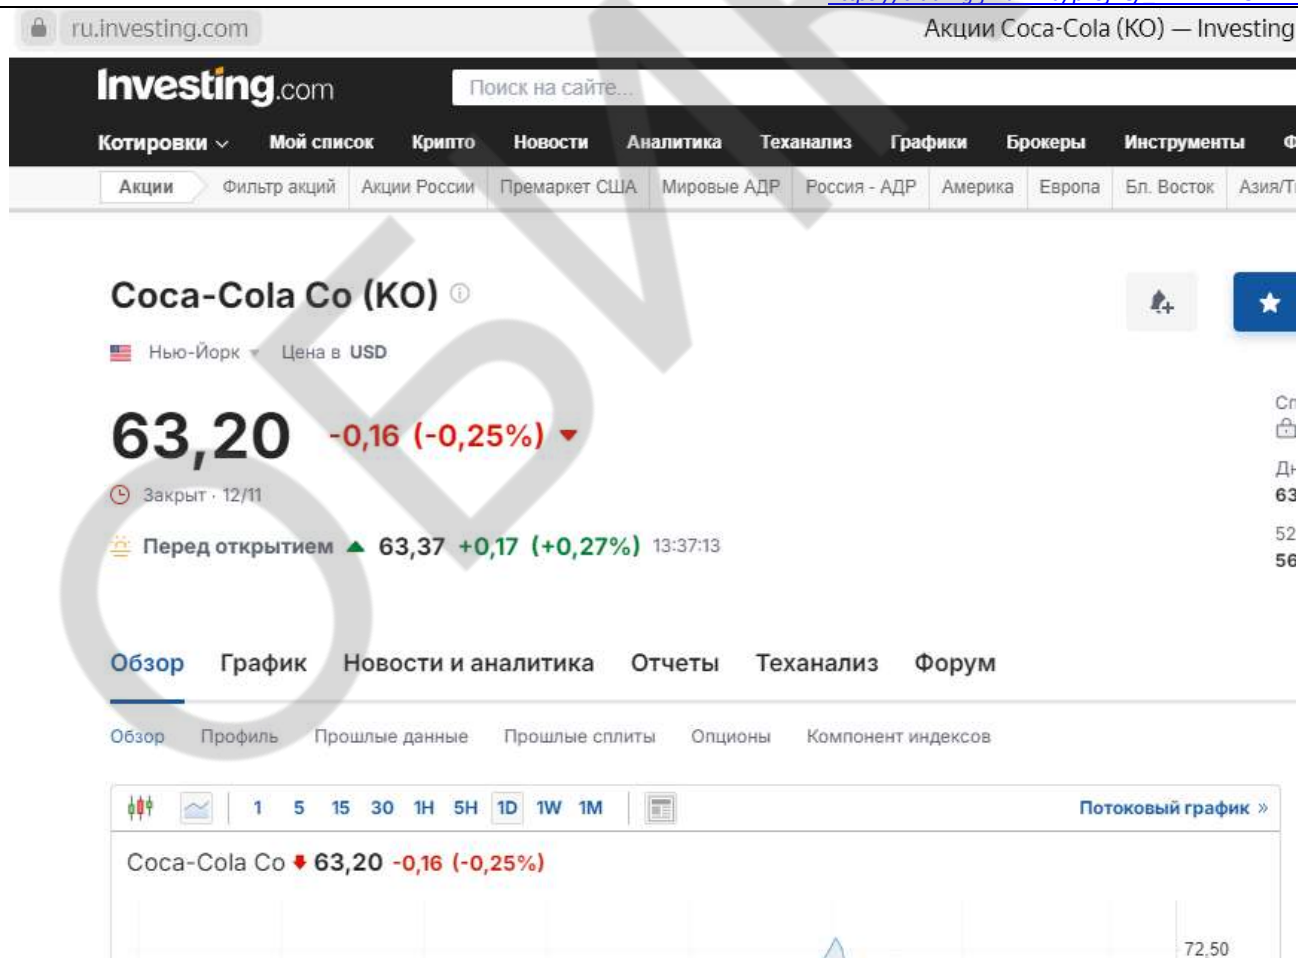 ru.investing.com
Акции Coca-Cola (KO) — Investing
Investing.com
Поиск на сайте...
Котировки Мой список Крипто Новости Аналитика Теханализ Графики Брокеры Инструменты Ф
Акции Фильтр акций Акции России Премаркет США Мировые АДР Россия - АДР Америка Европа Бл. Восток Азия/Т
Coca-Cola Co (KO)
Нью-Йорк Цена в USD
63,20 -0,16 (-0,25%)
Закрыт · 12/11
Дн
63
Перед открытием 63,37 +0,17 (+0,27%) 13:37:13
52
56
Обзор График Новости и аналитика Отчеты Теханализ Форум
Обзор Профиль Прошлые данные Прошлые сплиты Опционы Компонент индексов
1 5 15 30 1H 5H 1D 1W 1M Потоковый график »
Coca-Cola Co 63,20 -0,16 (-0,25%)
72,50